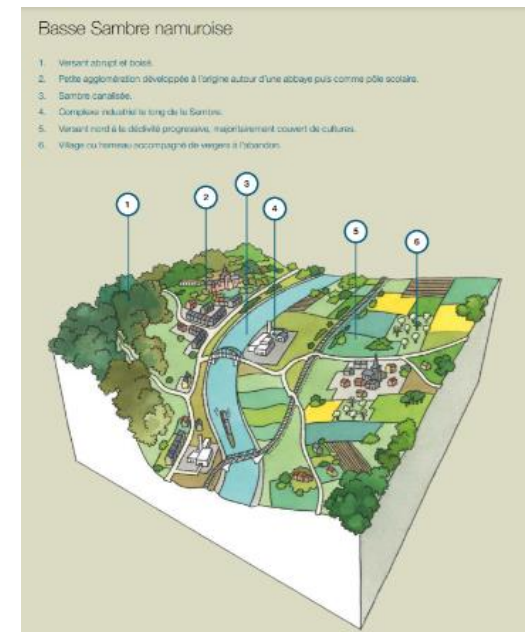 Basse Sambre namuroise
1. Versant abrupt et boisé.
2. Petite agglomération développée à l'origine autour d'une abbaye puis comme pôle scolaire.
3. Sambre canalisée.
4. Complexe industriel le long de la Sambre.
5. Versant nord à la déclivité progressive, majoritairement couvert de cultures.
6. Village ou hameau accompagné de vergers à l'abandon.
1
2
3
4
5
6